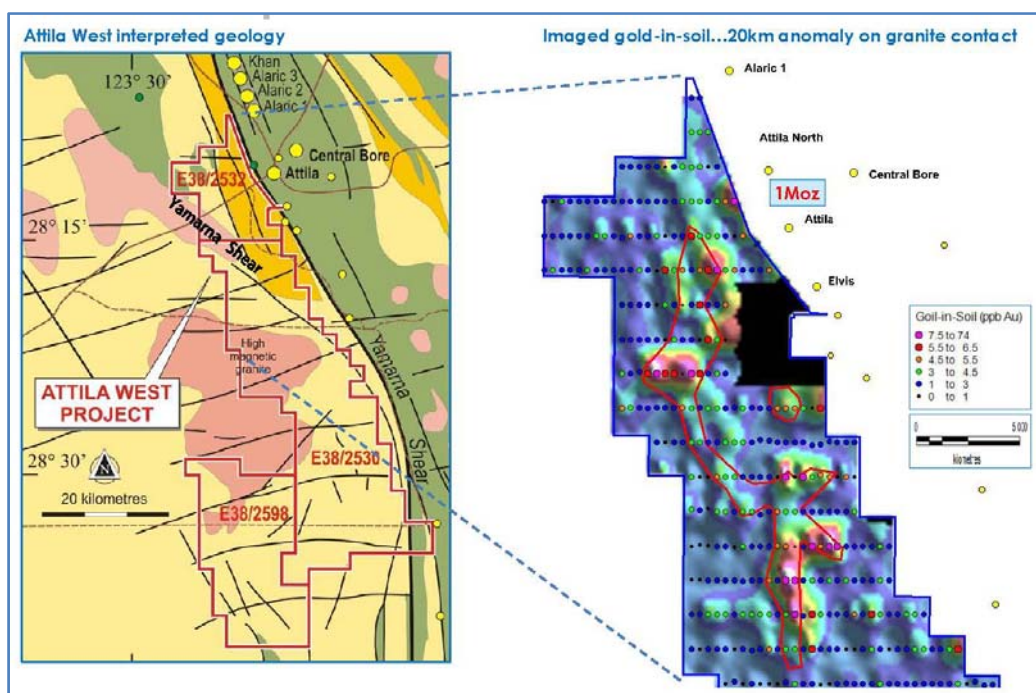 Attila West interpreted geology
Imaged gold-in-soil...20km anomaly on granite contact
123° 30'
Khan
Alaric 3
Alaric 2
Alaric 1
Central Bore
Attila
E38/2532
28° 15'
Yamarna Shear
High
magnetic
granite
Yamarna
Shear
ATTILA WEST
PROJECT
28° 30'
E38/2530
N
20 kilometres
E38/2598
Alaric 1
Attila North
Central Bore
1Moz
Attila
Elvis
Goil-in-Soil (ppb Au)
7.5 to 74
5.5 to 6.5
4.5 to 5.5
3 to 4.5
1 to 3
0 to 1
0
5 000
kilometres